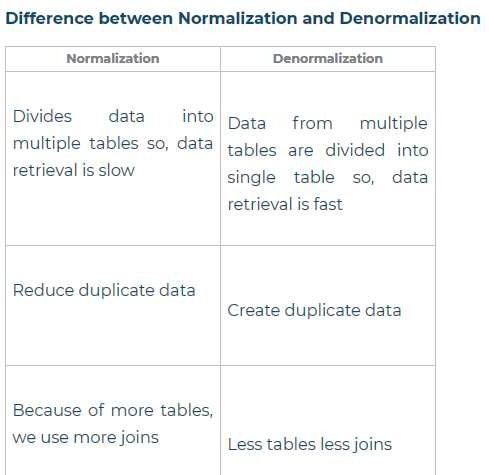 Difference between Normalization and Denormalization
Normalization
Denormalization
Divides data into
multiple tables so, data
retrieval is slow
Data from multiple
tables are divided into
single table so, data
retrieval is fast
Reduce duplicate data
Create duplicate data
Because of more tables,
we use more joins
Less tables less joins